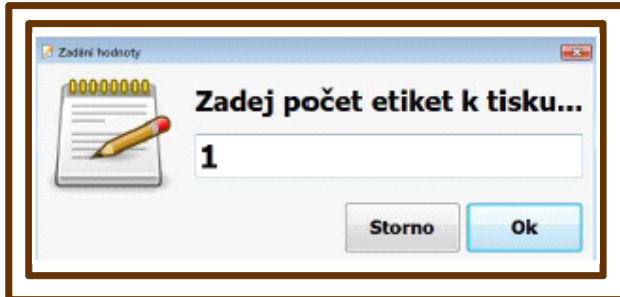 Zadání hodnoty
Zadej počet etiket k tisku...
1
Storno
Ok